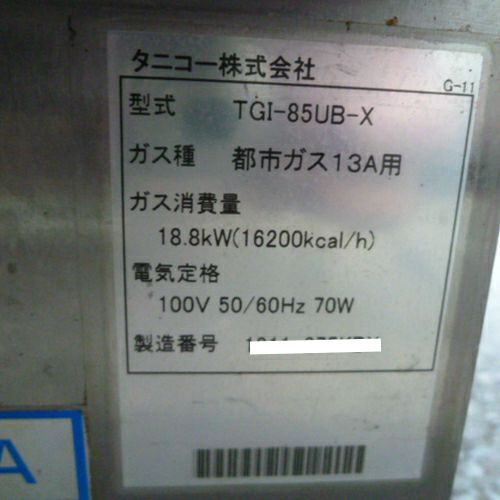 タニコー株式会社
G-11
型式 TGI-85UB-X
ガス種 都市ガス13A用
ガス消費量
18.8kW(16200kcal/h)
電気定格
100V 50/60Hz 70W
製造番号
A